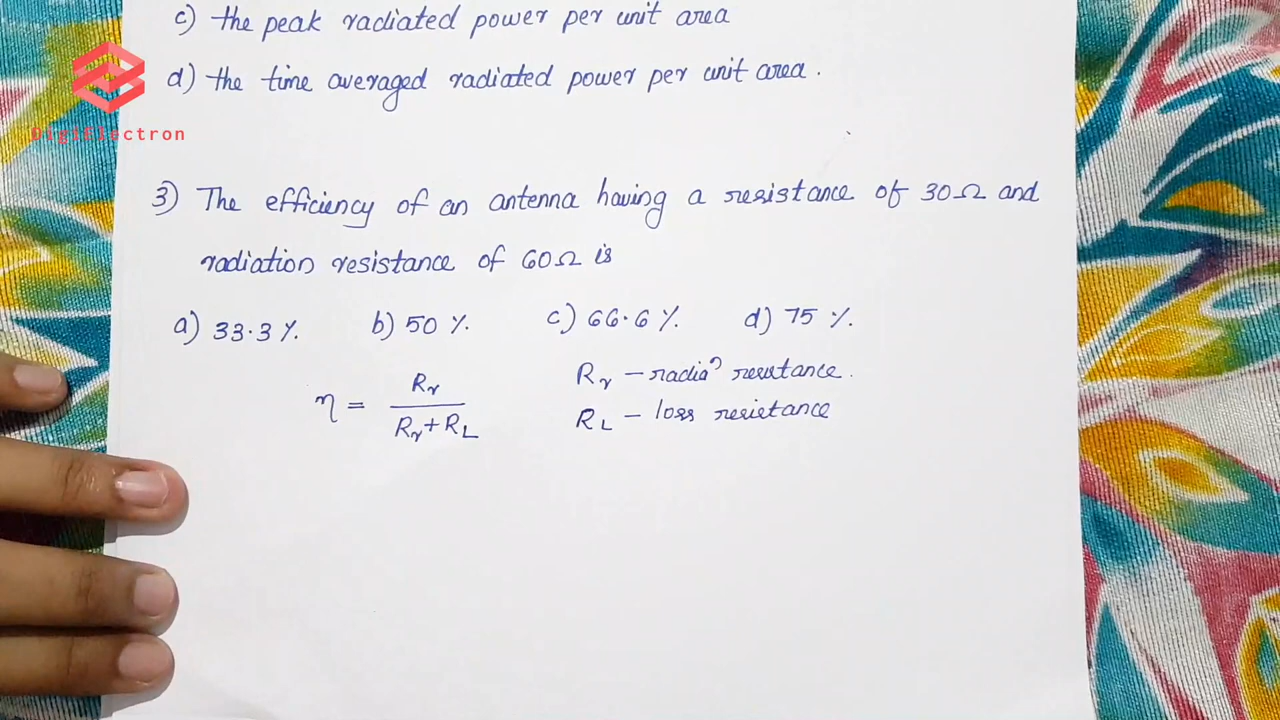 c) the peak radiated power per unit area
d) the time averaged radiated power per unit area.
DigiElectron
3) The efficiency of an antenna having a resistance of 30Ω and
radiation resistance of 60Ω is
a) 33.3 %. b) 50 %. c) 66.6 %. d) 75 %.
η = Rr / (Rr + RL)
Rr – radiaⁿ resistance.
RL – loss resistance